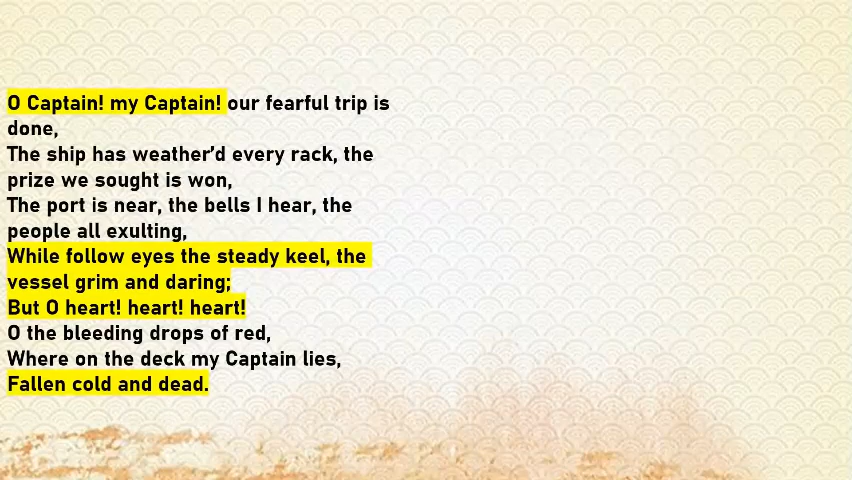 O Captain! my Captain! our fearful trip is
done,
The ship has weather’d every rack, the
prize we sought is won,
The port is near, the bells I hear, the
people all exulting,
While follow eyes the steady keel, the
vessel grim and daring;
But O heart! heart! heart!
O the bleeding drops of red,
Where on the deck my Captain lies,
Fallen cold and dead.